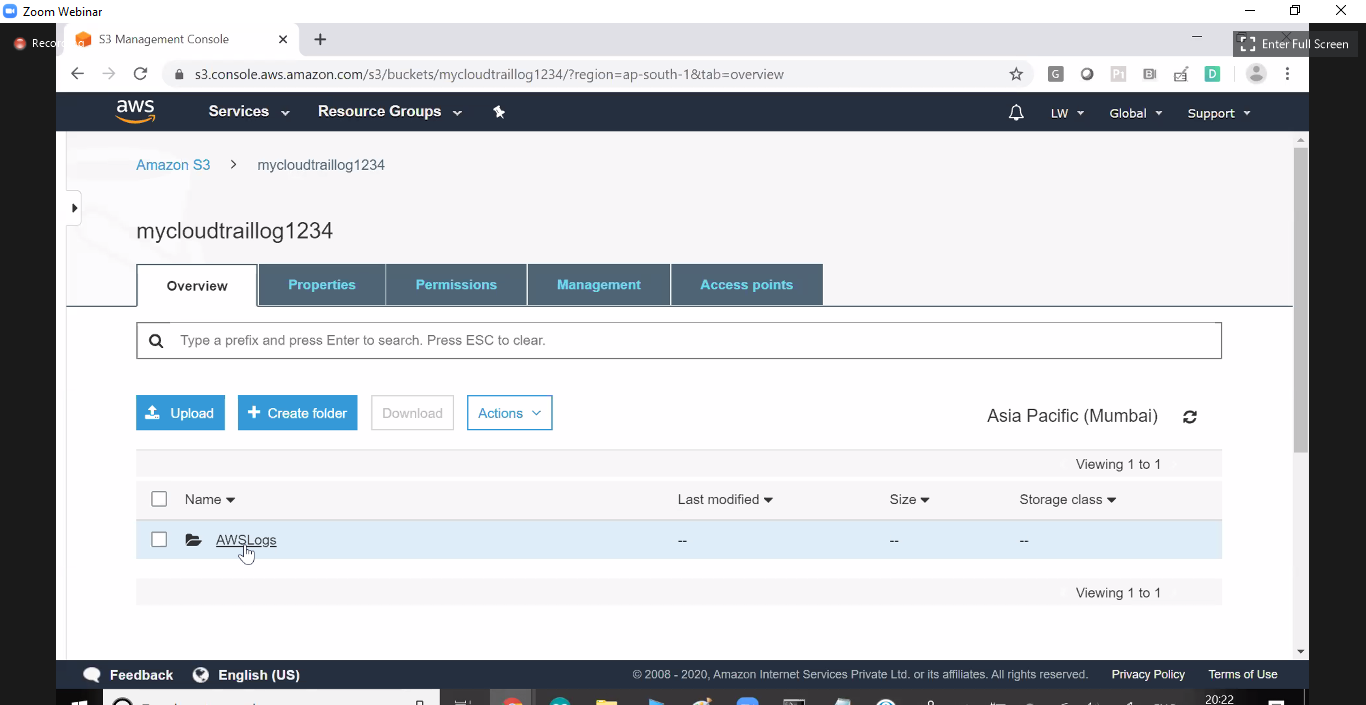 Zoom Webinar
Recording
S3 Management Console
Enter Full Screen
s3.console.aws.amazon.com/s3/buckets/mycloudtraillog1234/?region=ap-south-1&tab=overview
aws
Services
Resource Groups
LW
Global
Support
Amazon S3 > mycloudtraillog1234
mycloudtraillog1234
Overview
Properties
Permissions
Management
Access points
Type a prefix and press Enter to search. Press ESC to clear.
Upload
Create folder
Download
Actions
Asia Pacific (Mumbai)
Viewing 1 to 1
Name
Last modified
Size
Storage class
AWSLogs
--
--
--
Viewing 1 to 1
Feedback
English (US)
© 2008 - 2020, Amazon Internet Services Private Ltd. or its affiliates. All rights reserved.
Privacy Policy
Terms of Use
20:22